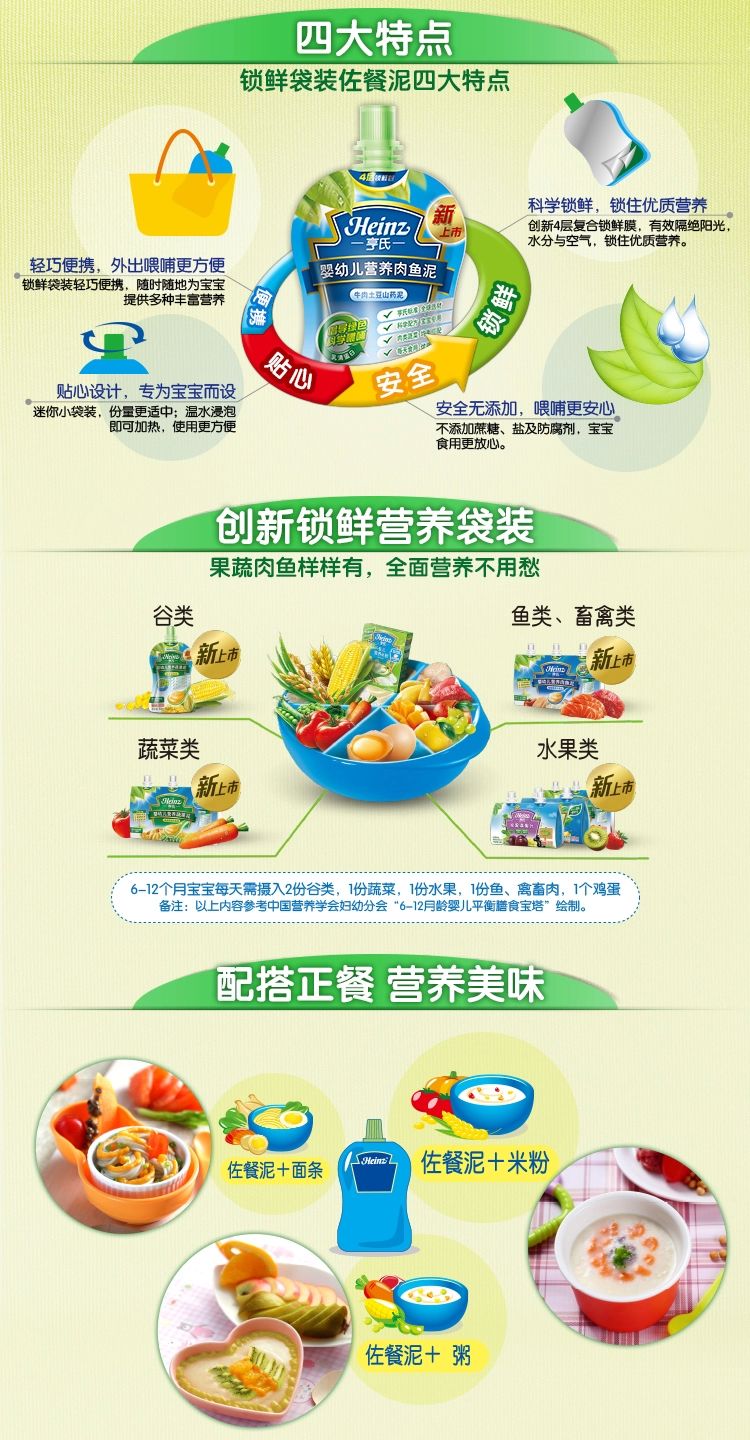 四大特点
锁鲜袋装佐餐泥四大特点
4层锁鲜袋
Heinz
亨氏
新
上市
婴幼儿营养肉鱼泥
牛肉土豆山药泥
倡导绿色
科学喂哺
便携
贴心
安全
锁鲜
轻巧便携，外出喂哺更方便
锁鲜袋装轻巧便携，随时随地为宝宝
提供多种丰富营养
科学锁鲜，锁住优质营养
创新4层复合锁鲜膜，有效隔绝阳光，
水分与空气，锁住优质营养。
贴心设计，专为宝宝而设
迷你小袋装，份量更适中；温水浸泡
即可加热，使用更方便
安全无添加，喂哺更安心
不添加蔗糖、盐及防腐剂，宝宝
食用更放心。
创新锁鲜营养袋装
果蔬肉鱼样样有，全面营养不用愁
谷类
Heinz
新上市
鱼类、畜禽类
Heinz
新上市
Heinz
蔬菜类
Heinz
新上市
水果类
Heinz
新上市
6-12个月宝宝每天需摄入2份谷类，1份蔬菜，1份水果，1份鱼、禽畜肉，1个鸡蛋
备注：以上内容参考中国营养学会妇幼分会“6-12月龄婴儿平衡膳食宝塔”绘制。
配搭正餐 营养美味
佐餐泥+面条
Heinz
佐餐泥+米粉
佐餐泥+ 粥